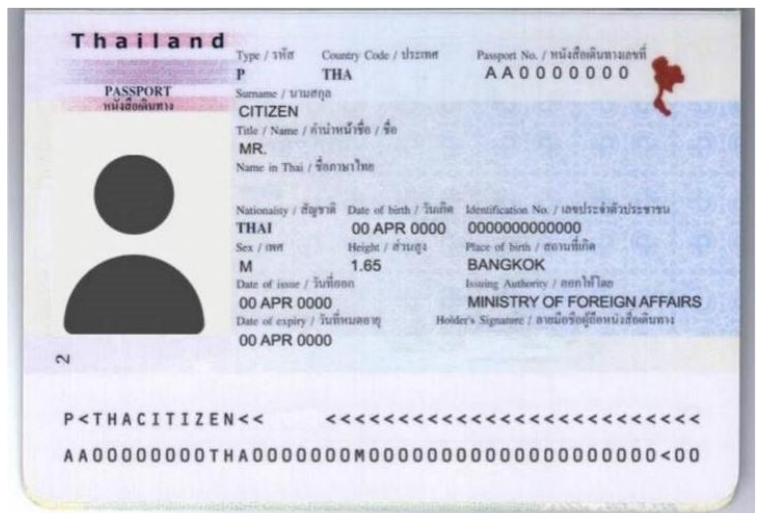 Thailand
PASSPORT
หนังสือเดินทาง
Type / รหัส Country Code / ประเทศ Passport No. / หนังสือเดินทางเลขที่
P THA AA0000000
Surname / นามสกุล
CITIZEN
Title / Name / คำนำหน้าชื่อ / ชื่อ
MR.
Name in Thai / ชื่อภาษาไทย
Nationality / สัญชาติ Date of birth / วันเกิด Identification No. / เลขประจำตัวประชาชน
THAI 00 APR 0000 0000000000000
Sex / เพศ Height / ส่วนสูง Place of birth / สถานที่เกิด
M 1.65 BANGKOK
Date of issue / วันที่ออก Issuing Authority / ออกให้โดย
00 APR 0000 MINISTRY OF FOREIGN AFFAIRS
Date of expiry / วันที่หมดอายุ Holder's Signature / ลายมือชื่อผู้ถือหนังสือเดินทาง
00 APR 0000
2
P<THACITIZEN<< <<<<<<<<<<<<<<<<<<<<<<<<<<
AA00000000THA0000000M0000000000000000000000<00